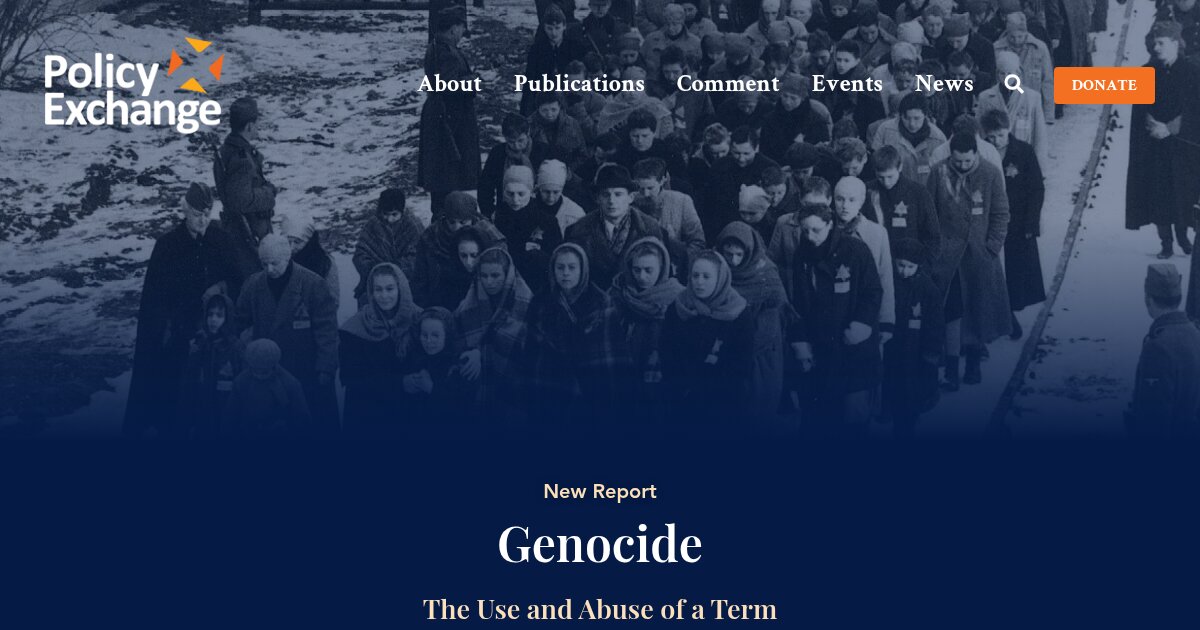 Policy
Exchange
About Publications Comment Events News DONATE
New Report
Genocide
The Use and Abuse of a Term